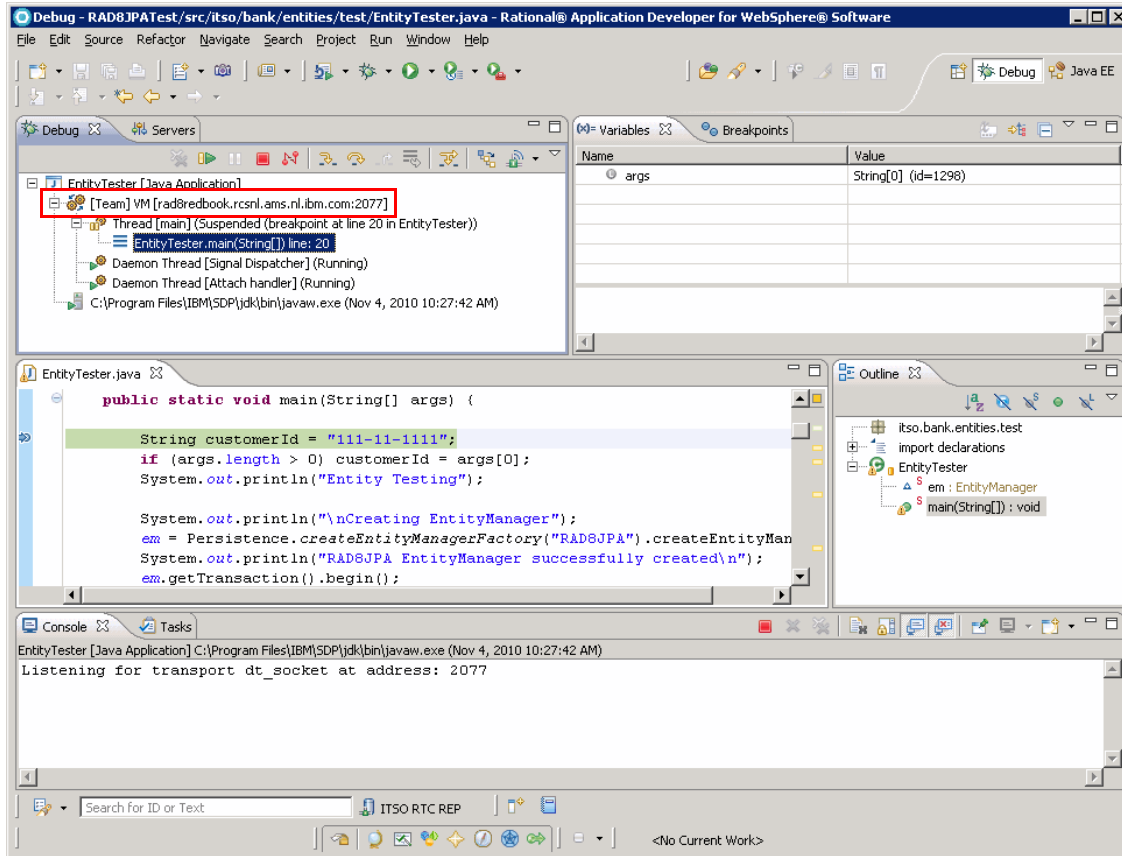 Debug - RAD8JPATest/src/itso/bank/entities/test/EntityTester.java - Rational® Application Developer for WebSphere® Software
File Edit Source Refactor Navigate Search Project Run Window Help
Debug Java EE
Debug Servers
EntityTester [Java Application]
[Team] VM [rad8redbook.rcsnl.ams.nl.ibm.com:2077]
Thread [main] (Suspended (breakpoint at line 20 in EntityTester))
EntityTester.main(String[]) line: 20
Daemon Thread [Signal Dispatcher] (Running)
Daemon Thread [Attach handler] (Running)
C:\Program Files\IBM\SDP\jdk\bin\javaw.exe (Nov 4, 2010 10:27:42 AM)
(x)= Variables Breakpoints
Name Value
args String[0] (id=1298)
EntityTester.java
public static void main(String[] args) {
String customerId = "111-11-1111";
if (args.length > 0) customerId = args[0];
System.out.println("Entity Testing");
System.out.println("\nCreating EntityManager");
em = Persistence.createEntityManagerFactory("RAD8JPA").createEntityMan
System.out.println("RAD8JPA EntityManager successfully created\n");
em.getTransaction().begin();
Outline
itso.bank.entities.test
import declarations
EntityTester
S em : EntityManager
S main(String[]) : void
Console Tasks
EntityTester [Java Application] C:\Program Files\IBM\SDP\jdk\bin\javaw.exe (Nov 4, 2010 10:27:42 AM)
Listening for transport dt_socket at address: 2077
Search for ID or Text ITSO RTC REP
<No Current Work>